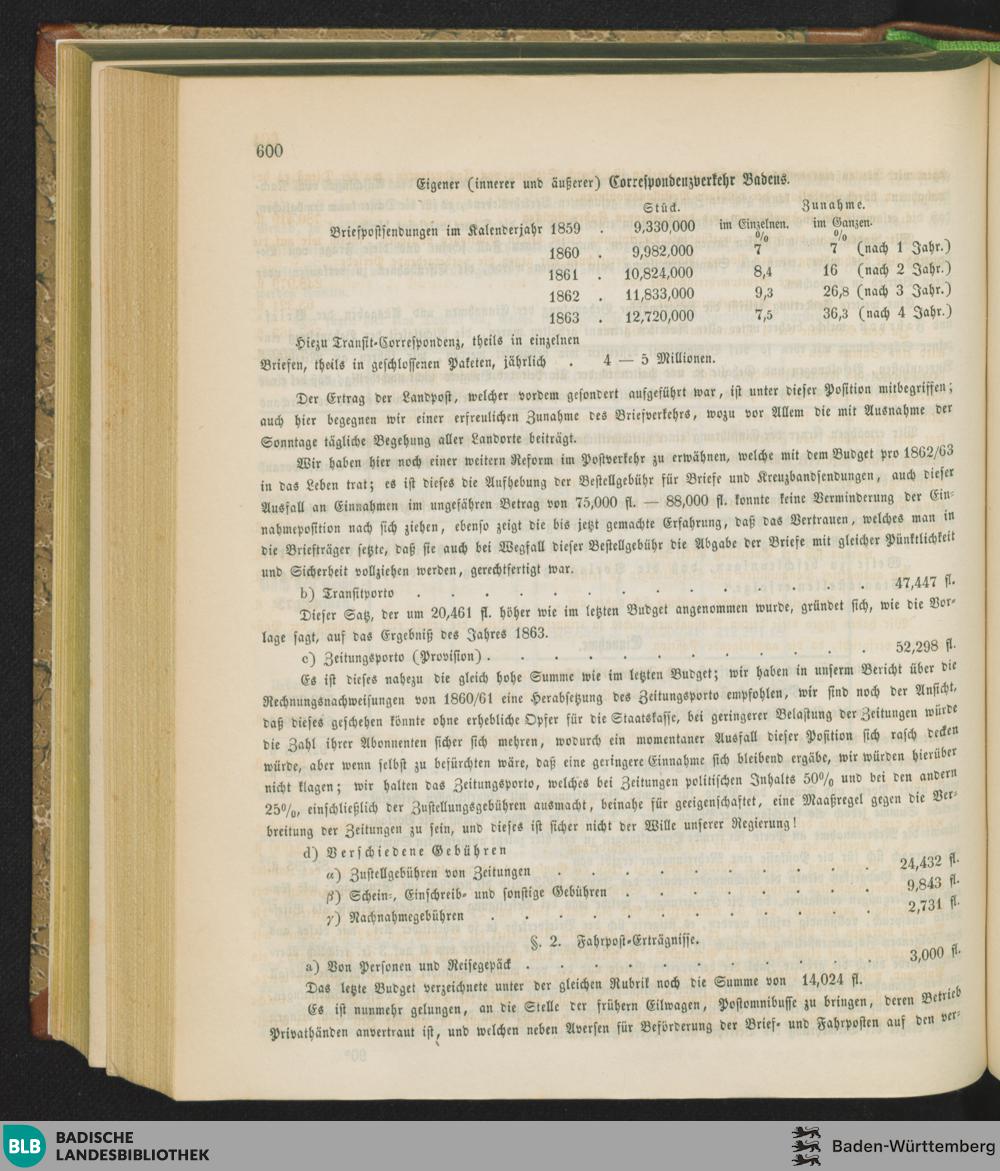 600
Eigener (innerer und äußerer) Correspondenzverkehr Badens.
Stück. Zunahme.
Briefpostsendungen im Kalenderjahr 1859 . 9,330,000 im Einzelnen. im Ganzen.
% %
1860 . 9,982,000 7 7 (nach 1 Jahr.)
1861 . 10,824,000 8,4 16 (nach 2 Jahr.)
1862 . 11,833,000 9,3 26,8 (nach 3 Jahr.)
1863 . 12,720,000 7,5 36,3 (nach 4 Jahr.)
Hiezu Transit-Correspondenz, theils in einzelnen
Briefen, theils in geschlossenen Paketen, jährlich . 4 — 5 Millionen.
Der Ertrag der Landpost, welcher vordem gesondert aufgeführt war, ist unter dieser Position mitbegriffen;
auch hier begegnen wir einer erfreulichen Zunahme des Briefverkehrs, wozu vor Allem die mit Ausnahme der
Sonntage tägliche Begehung aller Landorte beiträgt.
Wir haben hier noch einer weitern Reform im Postverkehr zu erwähnen, welche mit dem Budget pro 1862/63
in das Leben trat; es ist dieses die Aufhebung der Bestellgebühr für Briefe und Kreuzbandsendungen, auch dieser
Ausfall an Einnahmen im ungefähren Betrag von 75,000 fl. — 88,000 fl. konnte keine Verminderung der Ein-
nahmeposition nach sich ziehen, ebenso zeigt die bis jetzt gemachte Erfahrung, daß das Vertrauen, welches man in
die Briefträger setzte, daß sie auch bei Wegfall dieser Bestellgebühr die Abgabe der Briefe mit gleicher Pünktlichkeit
und Sicherheit vollziehen werden, gerechtfertigt war.
b) Transitporto . . . . . . . . . . . 47,447 fl.
Dieser Satz, der um 20,461 fl. höher wie im letzten Budget angenommen wurde, gründet sich, wie die Vor-
lage sagt, auf das Ergebniß des Jahres 1863.
c) Zeitungsporto (Provision) . . . . . . . . . 52,298 fl.
Es ist dieses nahezu die gleich hohe Summe wie im letzten Budget; wir haben in unserm Bericht über die
Rechnungsnachweisungen von 1860/61 eine Herabsetzung des Zeitungsporto empfohlen, wir sind noch der Ansicht,
daß dieses geschehen könnte ohne erhebliche Opfer für die Staatskasse, bei geringerer Belastung der Zeitungen würde
die Zahl ihrer Abonnenten sicher sich mehren, wodurch ein momentaner Ausfall dieser Position sich rasch decken
würde, aber wenn selbst zu befürchten wäre, daß eine geringere Einnahme sich bleibend ergäbe, wir würden hierüber
nicht klagen; wir halten das Zeitungsporto, welches bei Zeitungen politischen Inhalts 50% und bei den andern
25%, einschließlich der Zustellungsgebühren ausmacht, beinahe für geeigenschaftet, eine Maaßregel gegen die Ver-
breitung der Zeitungen zu sein, und dieses ist sicher nicht der Wille unserer Regierung!
d) Verschiedene Gebühren
α) Zustellgebühren von Zeitungen . . . . . . . . 24,432 fl.
β) Schein-, Einschreib- und sonstige Gebühren . . . . . . 9,843 fl.
γ) Nachnahmegebühren . . . . . . . . . 2,731 fl.
§. 2. Fahrpost-Erträgnisse.
a) Von Personen und Reisegepäck . . . . . . . . . 3,000 fl.
Das letzte Budget verzeichnete unter der gleichen Rubrik noch die Summe von 14,024 fl.
Es ist nunmehr gelungen, an die Stelle der frühern Eilwagen, Postomnibusse zu bringen, deren Betrieb
Privathänden anvertraut ist, und welchen neben Aversen für Beförderung der Brief- und Fahrposten auf den ver-
BLB BADISCHE
LANDESBIBLIOTHEK
Baden-Württemberg